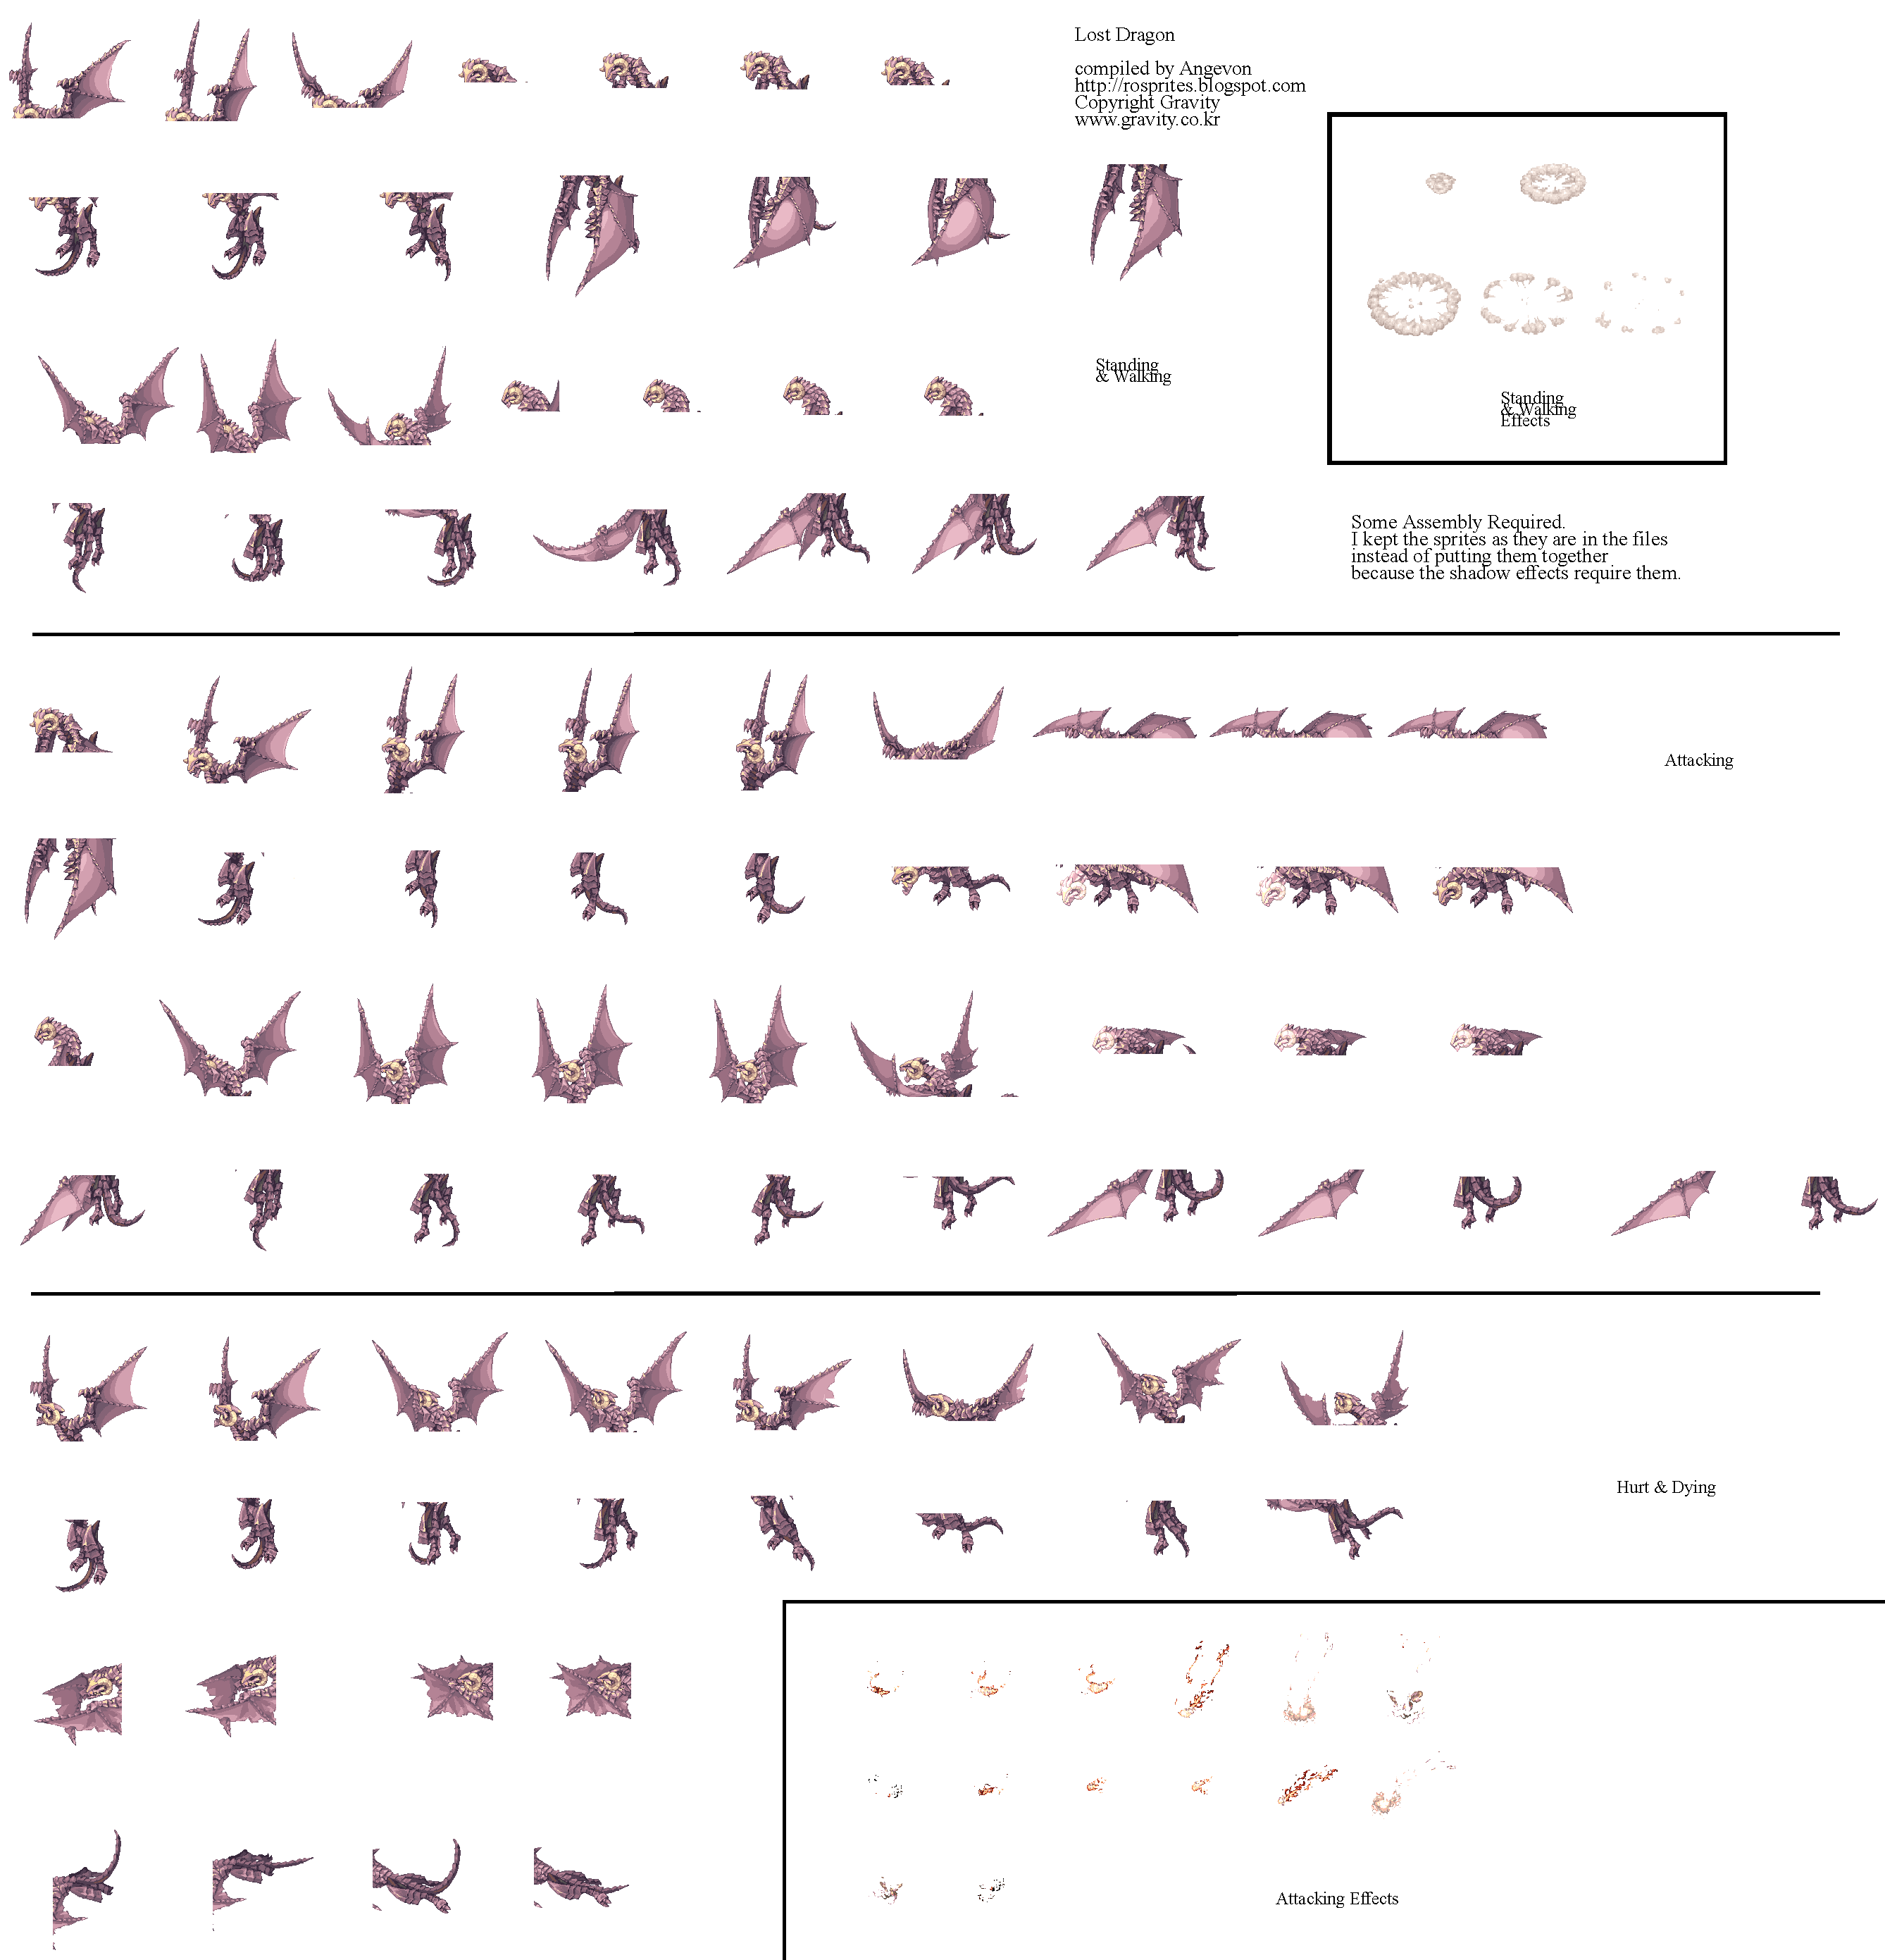 Lost Dragon
compiled by Angevon
http://rosprites.blogspot.com
Copyright Gravity
www.gravity.co.kr
Standing
& Walking
Standing
& Walking
Effects
Some Assembly Required.
I kept the sprites as they are in the files
instead of putting them together
because the shadow effects require them.
Attacking
Hurt & Dying
Attacking Effects